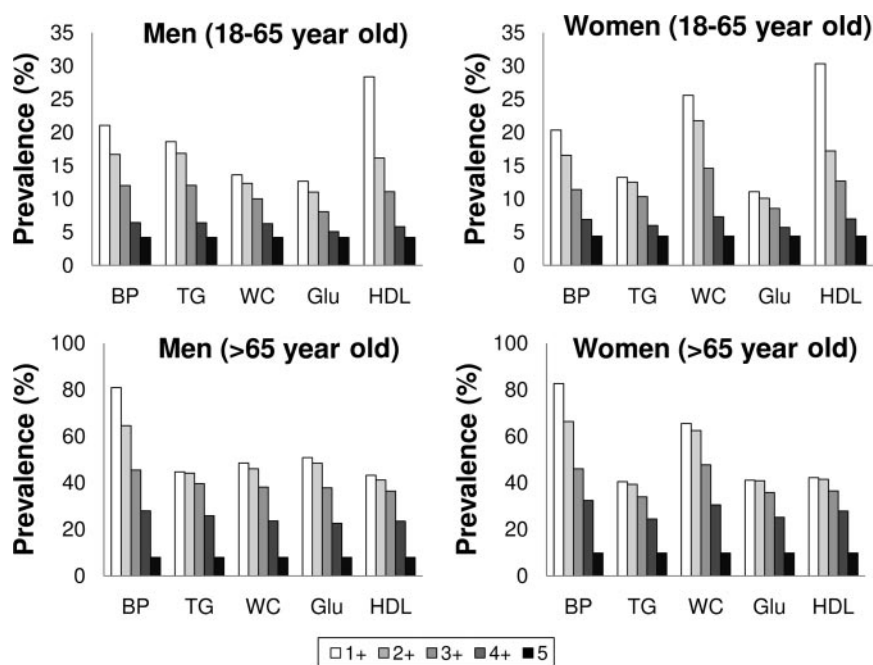 Men (18-65 year old)
Prevalence (%)
35
30
25
20
15
10
5
0
BP TG WC Glu HDL
Women (18-65 year old)
Prevalence (%)
35
30
25
20
15
10
5
0
BP TG WC Glu HDL
Men (>65 year old)
Prevalence (%)
100
80
60
40
20
0
BP TG WC Glu HDL
Women (>65 year old)
Prevalence (%)
100
80
60
40
20
0
BP TG WC Glu HDL
1+ 2+ 3+ 4+ 5